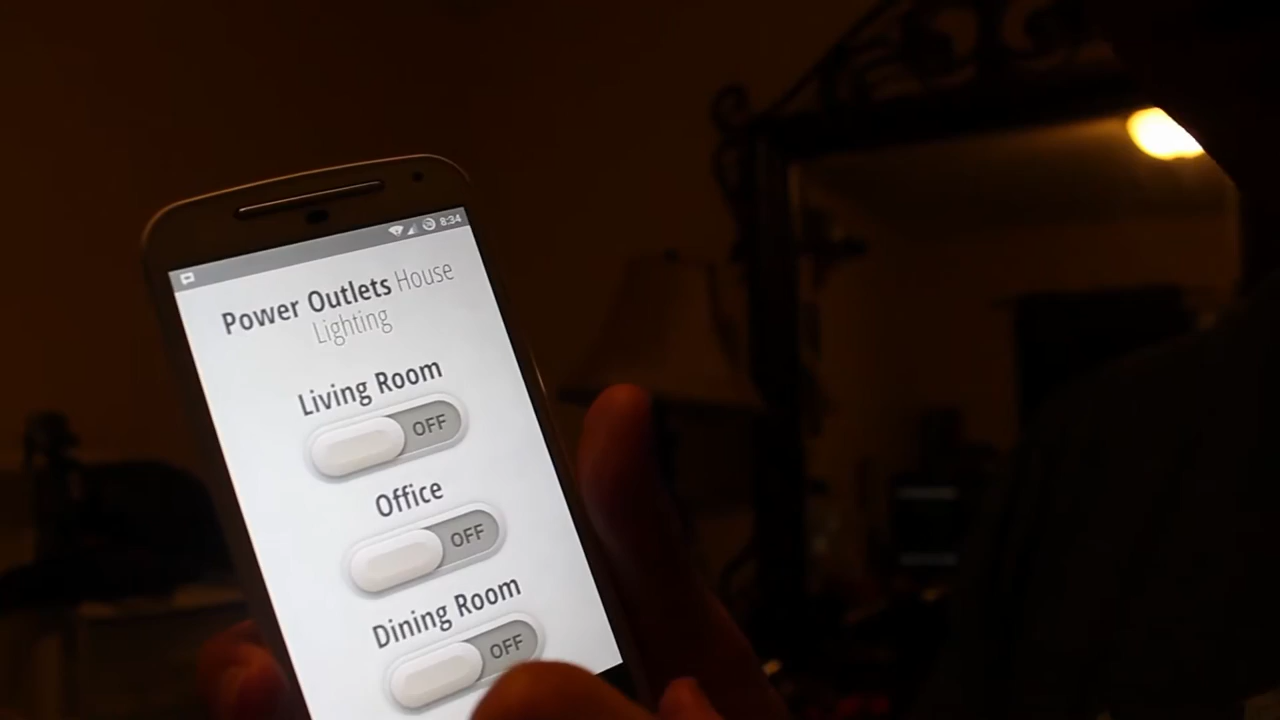 8:34
Power Outlets House
Lighting
Living Room
OFF
Office
OFF
Dining Room
OFF